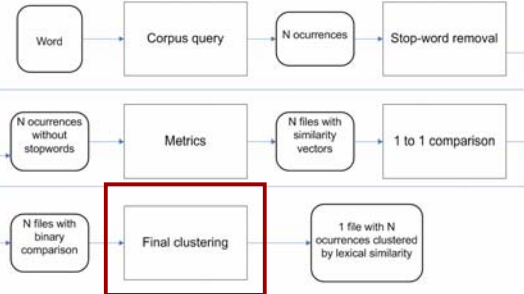 Word
Corpus query
N ocurrences
Stop-word removal
N ocurrences
without
stopwords
Metrics
N files with
similarity
vectors
1 to 1 comparison
N files with
binary
comparison
Final clustering
1 file with N
ocurrences clustered
by lexical similarity